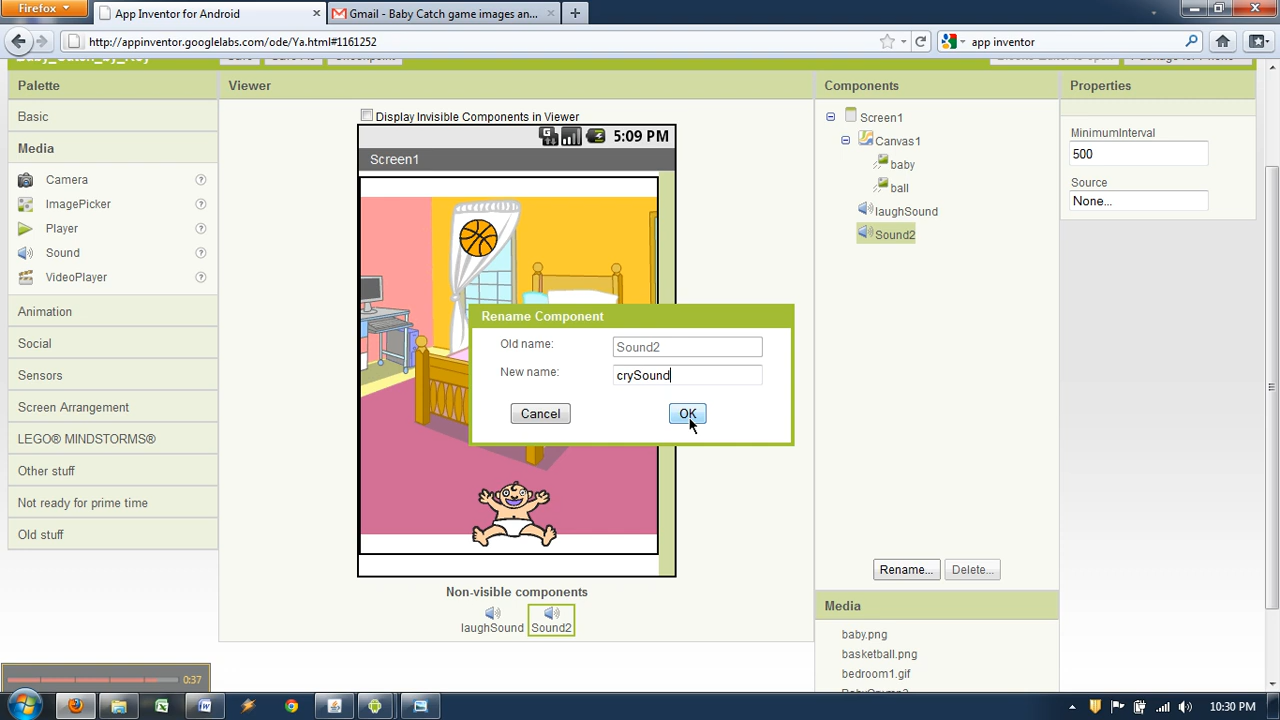 Firefox
App Inventor for Android
Gmail - Baby Catch game images an...
http://appinventor.googlelabs.com/ode/Ya.html#1161252
app inventor
Palette
Viewer
Components
Properties
Basic
Media
Camera ?
ImagePicker ?
Player ?
Sound ?
VideoPlayer ?
Animation
Social
Sensors
Screen Arrangement
LEGO® MINDSTORMS®
Other stuff
Not ready for prime time
Old stuff
Display Invisible Components in Viewer
5:09 PM
Screen1
Rename Component
Old name: Sound2
New name: crySound
Cancel OK
Non-visible components
laughSound Sound2
Screen1
Canvas1
baby
ball
laughSound
Sound2
Rename... Delete...
Media
baby.png
basketball.png
bedroom1.gif
MinimumInterval
500
Source
None...
0:37
10:30 PM